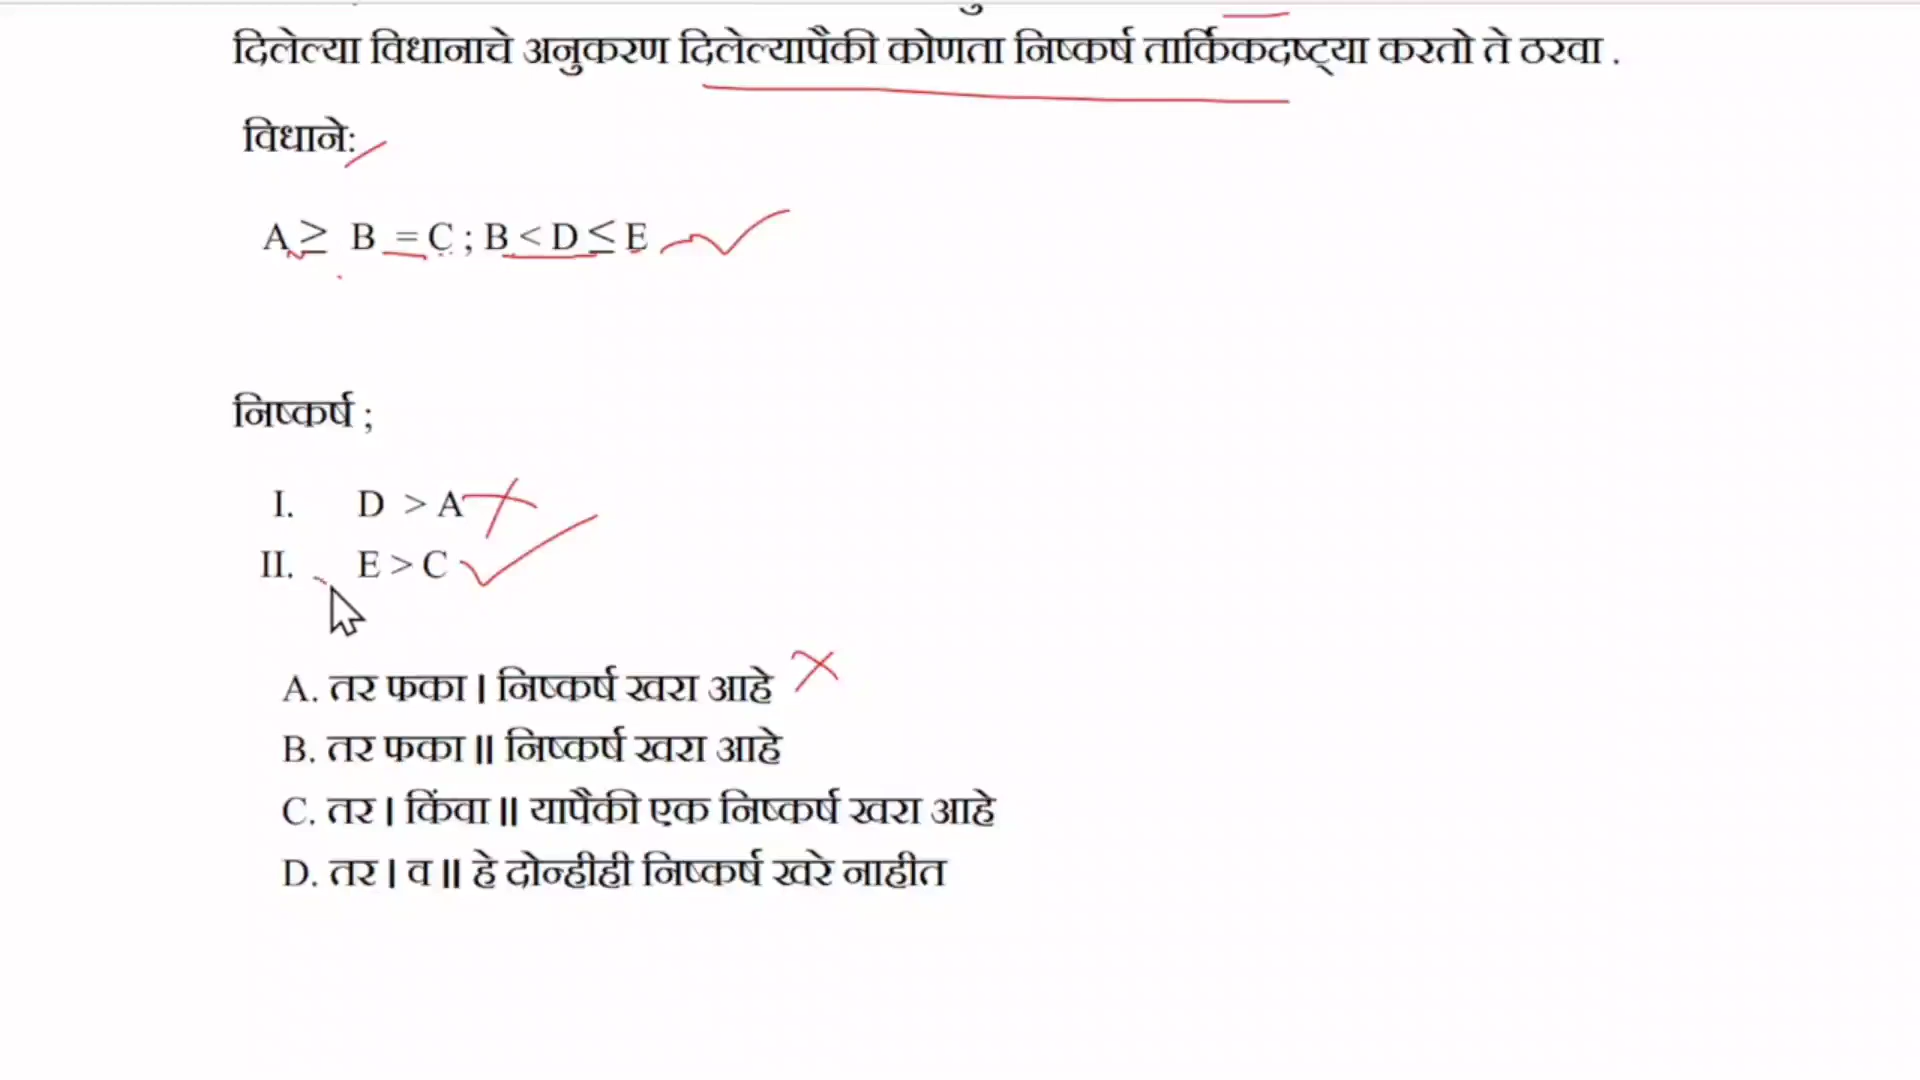 दिलेल्या विधानाचे अनुकरण दिलेल्यापैकी कोणता निष्कर्ष तार्किकदष्ट्या करतो ते ठरवा .
विधाने:
A ≥ B = C ; B < D ≤ E
निष्कर्ष ;
I. D > A
II. E > C
A. तर फका I निष्कर्ष खरा आहे
B. तर फका II निष्कर्ष खरा आहे
C. तर I किंवा II यापैकी एक निष्कर्ष खरा आहे
D. तर I व II हे दोन्हीही निष्कर्ष खरे नाहीत